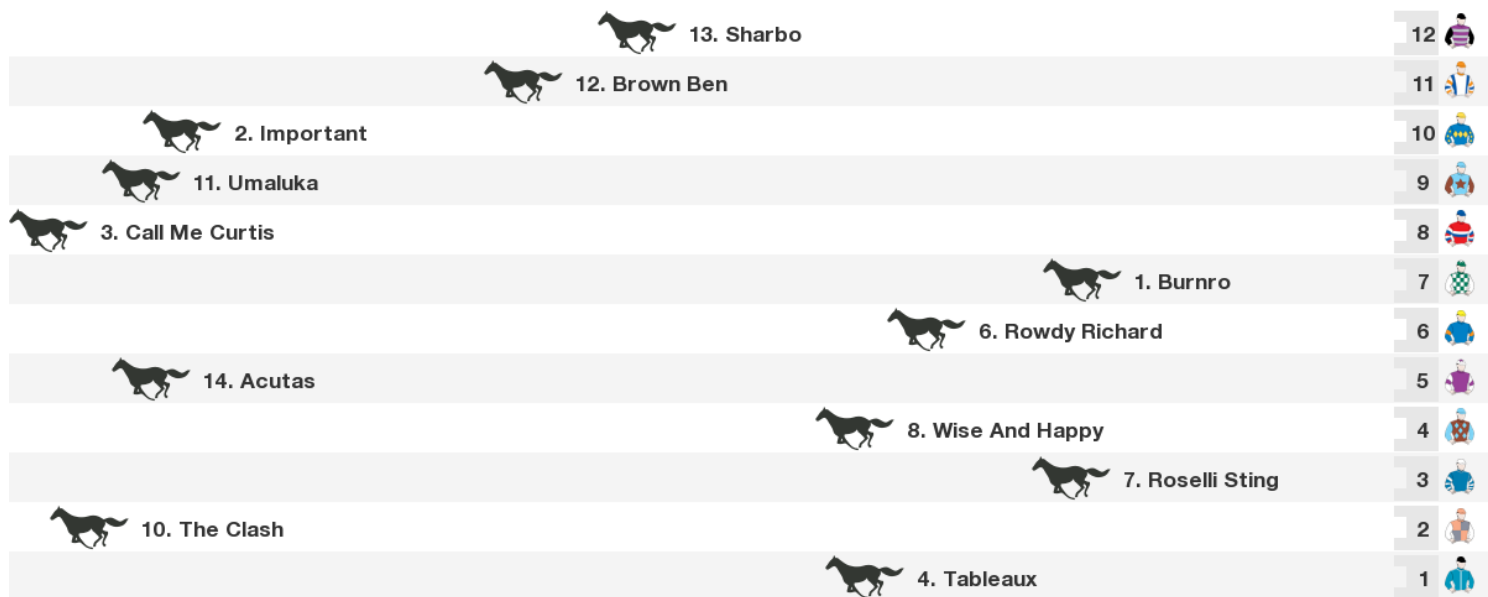 13. Sharbo 12
12. Brown Ben 11
2. Important 10
11. Umaluka 9
3. Call Me Curtis 8
1. Burnro 7
6. Rowdy Richard 6
14. Acutas 5
8. Wise And Happy 4
7. Roselli Sting 3
10. The Clash 2
4. Tableaux 1